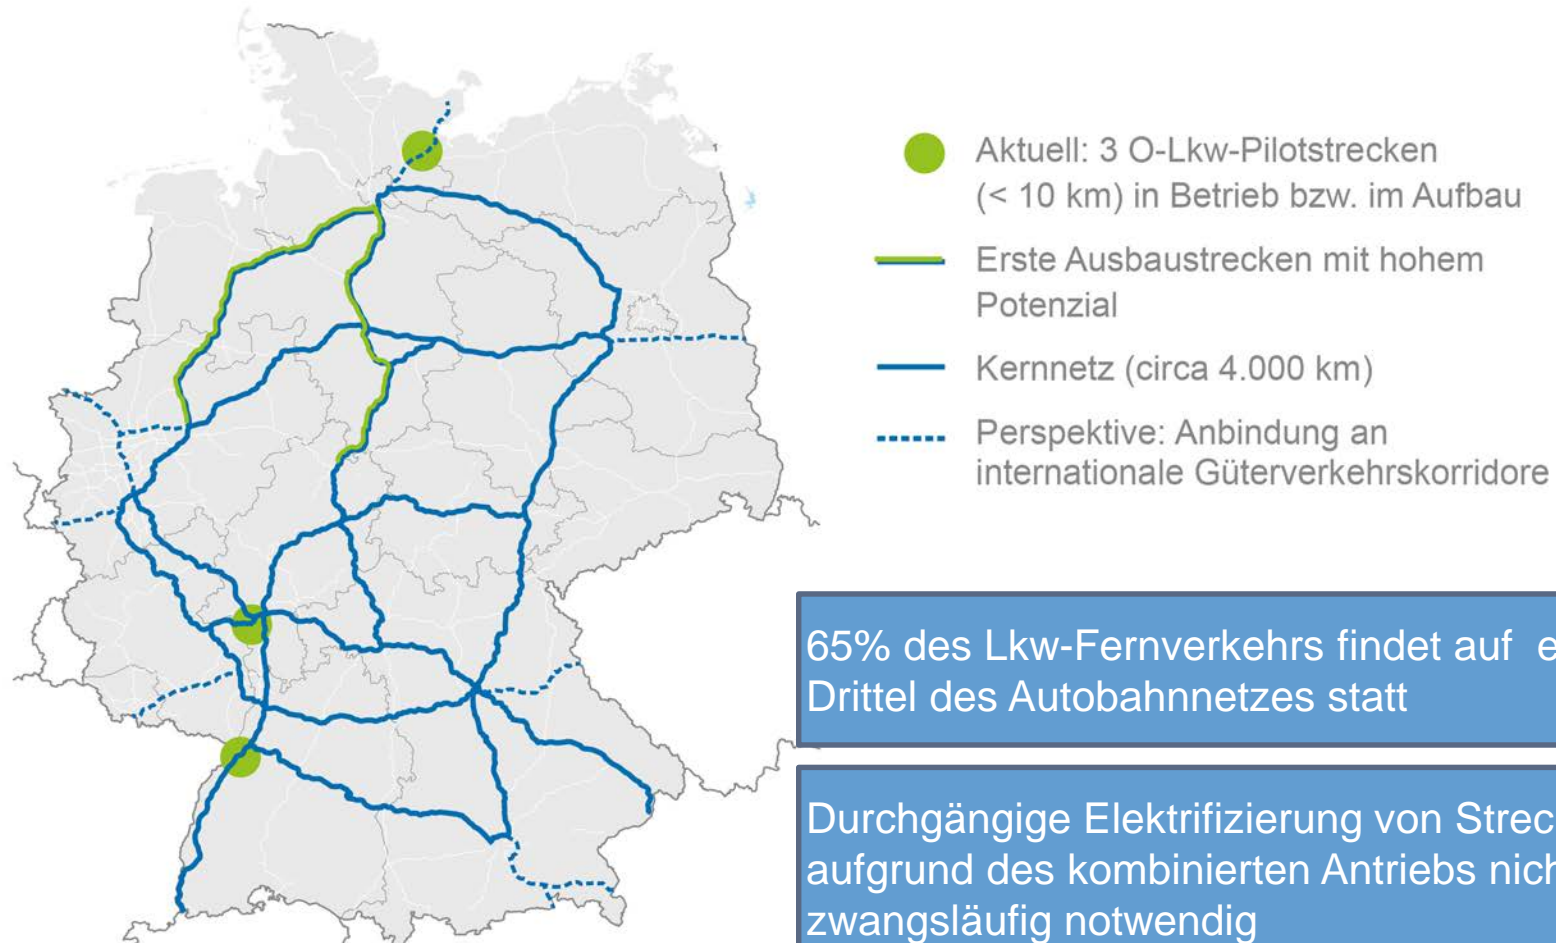 Aktuell: 3 O-Lkw-Pilotstrecken
(< 10 km) in Betrieb bzw. im Aufbau
Erste Ausbaustrecken mit hohem
Potenzial
Kernnetz (circa 4.000 km)
Perspektive: Anbindung an
internationale Güterverkehrskorridore
65% des Lkw-Fernverkehrs findet auf
Drittel des Autobahnnetzes statt
Durchgängige Elektrifizierung von
aufgrund des kombinierten Antriebs
zwangsläufig notwendig